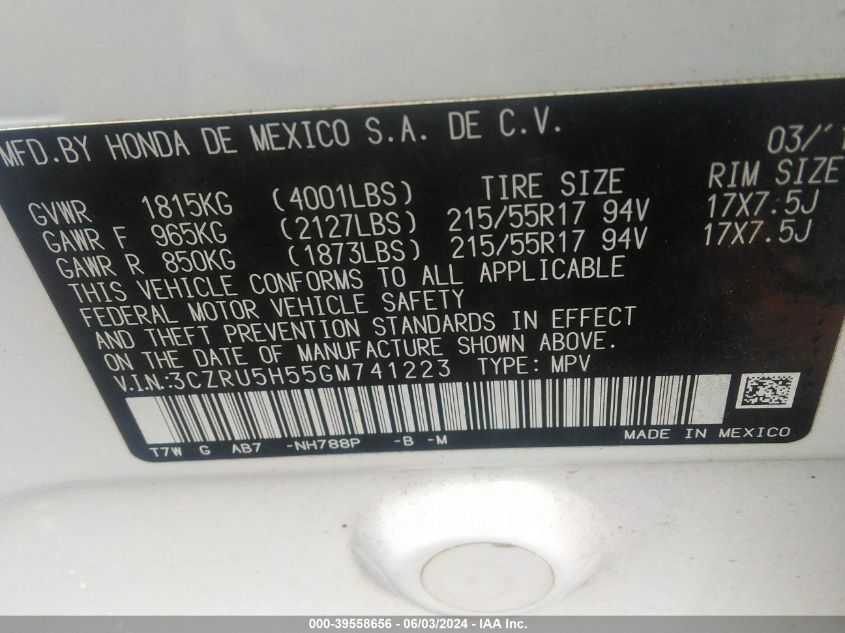 MFD.BY HONDA DE MEXICO S.A. DE C.V. 03/'1
GVWR 1815KG (4001LBS) TIRE SIZE RIM SIZE
GAWR F 965KG (2127LBS) 215/55R17 94V 17X7.5J
GAWR R 850KG (1873LBS) 215/55R17 94V 17X7.5J
THIS VEHICLE CONFORMS TO ALL APPLICABLE
FEDERAL MOTOR VEHICLE SAFETY
AND THEFT PREVENTION STANDARDS IN EFFECT
ON THE DATE OF MANUFACTURE SHOWN ABOVE.
V.I.N:3CZRU5H55GM741223 TYPE: MPV
T7W G AB7 -NH788P -B -M MADE IN MEXICO
000-39558656 - 06/03/2024 - IAA Inc.